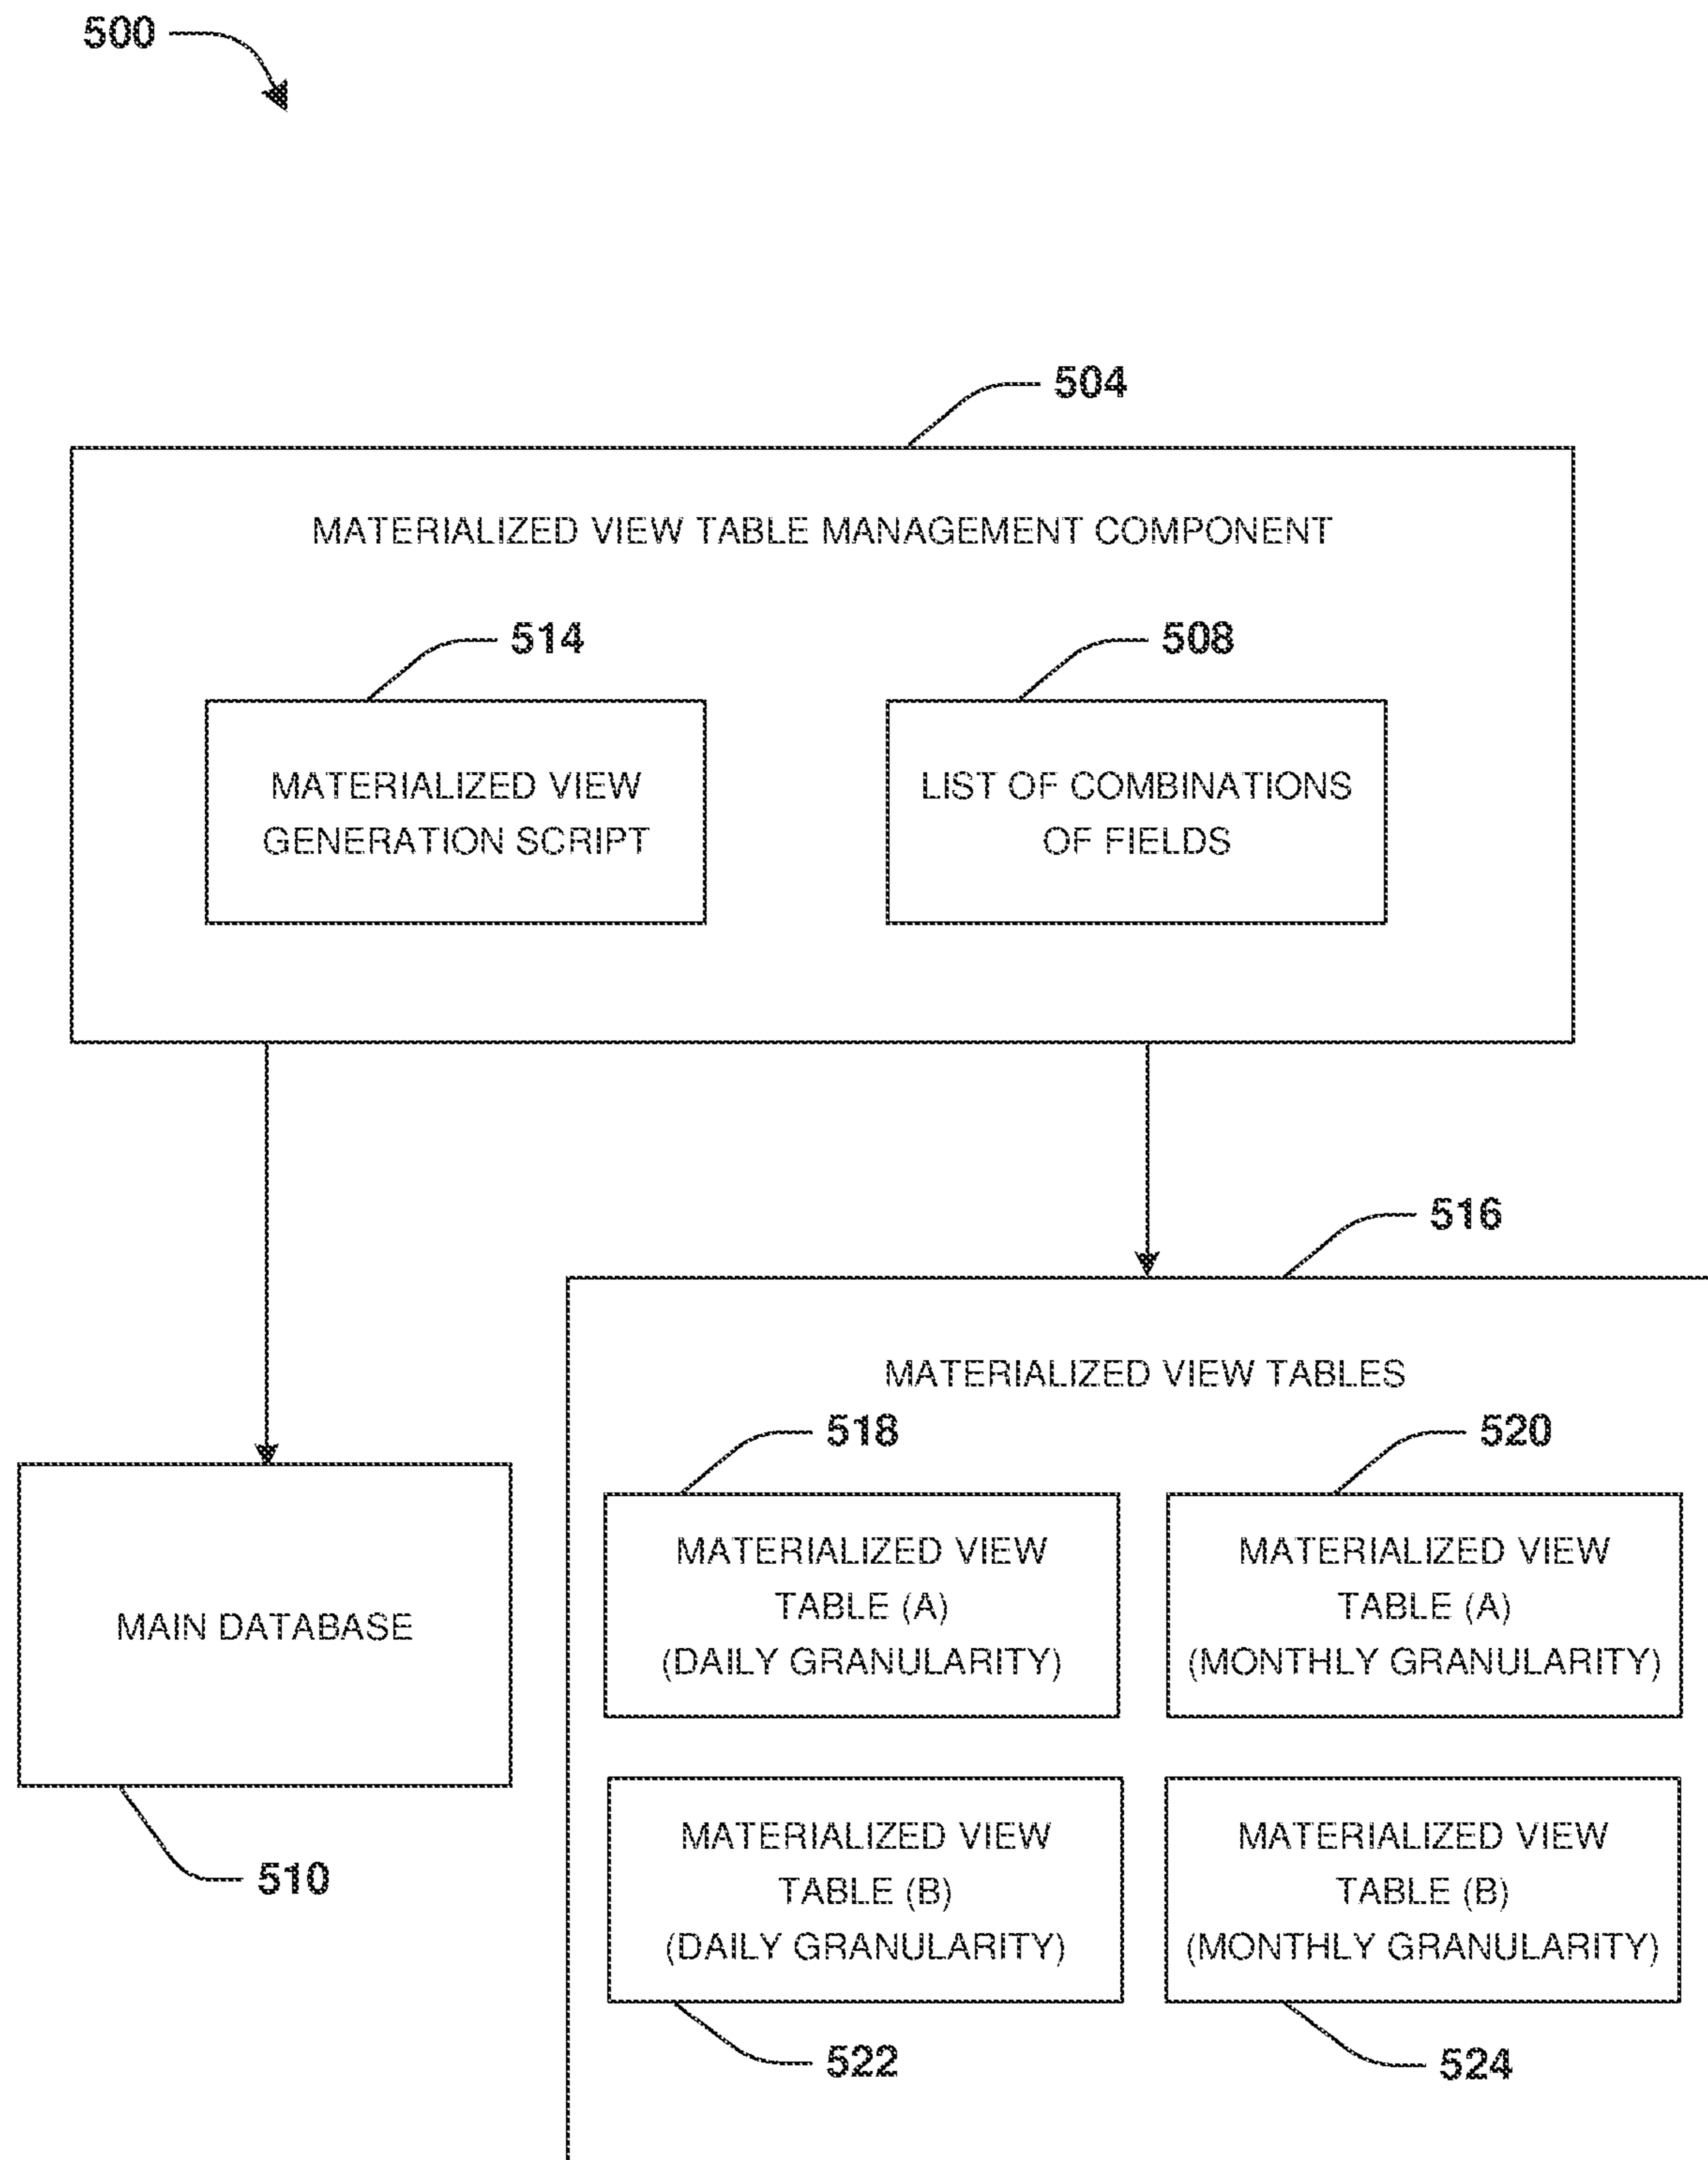 500
504
MATERIALIZED VIEW TABLE MANAGEMENT COMPONENT
514
508
MATERIALIZED VIEW
GENERATION SCRIPT
LIST OF COMBINATIONS
OF FIELDS
516
MATERIALIZED VIEW TABLES
518
520
MAIN DATABASE
510
MATERIALIZED VIEW
TABLE (A)
(DAILY GRANULARITY)
MATERIALIZED VIEW
TABLE (A)
(MONTHLY GRANULARITY)
MATERIALIZED VIEW
TABLE (B)
(DAILY GRANULARITY)
MATERIALIZED VIEW
TABLE (B)
(MONTHLY GRANULARITY)
522
524